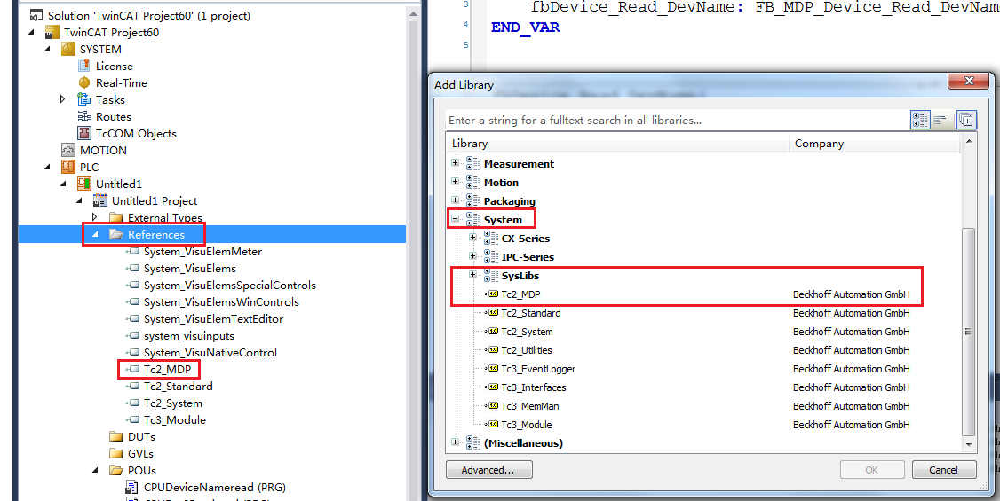 Solution 'TwinCAT Project60' (1 project)
TwinCAT Project60
SYSTEM
License
Real-Time
Tasks
Routes
TcCOM Objects
MOTION
PLC
Untitled1
Untitled1 Project
External Types
References
System_VisuElemMeter
System_VisuElems
System_VisuElemsSpecialControls
System_VisuElemsWinControls
System_VisuElemTextEditor
system_visuinputs
System_VisuNativeControl
Tc2_MDP
Tc2_Standard
Tc2_System
Tc3_Module
DUTs
GVLs
POUs
CPUDeviceNameread (PRG)
3 fbDevice_Read_DevName: FB_MDP_Device_Read_DevNam
4 END_VAR
5
Add Library
Enter a string for a fulltext search in all libraries...
Library Company
Measurement
Motion
Packaging
System
CX-Series
IPC-Series
SysLibs
Tc2_MDP Beckhoff Automation GmbH
Tc2_Standard Beckhoff Automation GmbH
Tc2_System Beckhoff Automation GmbH
Tc2_Utilities Beckhoff Automation GmbH
Tc3_EventLogger Beckhoff Automation GmbH
Tc3_Interfaces Beckhoff Automation GmbH
Tc3_MemMan Beckhoff Automation GmbH
Tc3_Module Beckhoff Automation GmbH
(Miscellaneous)
Advanced... OK Cancel